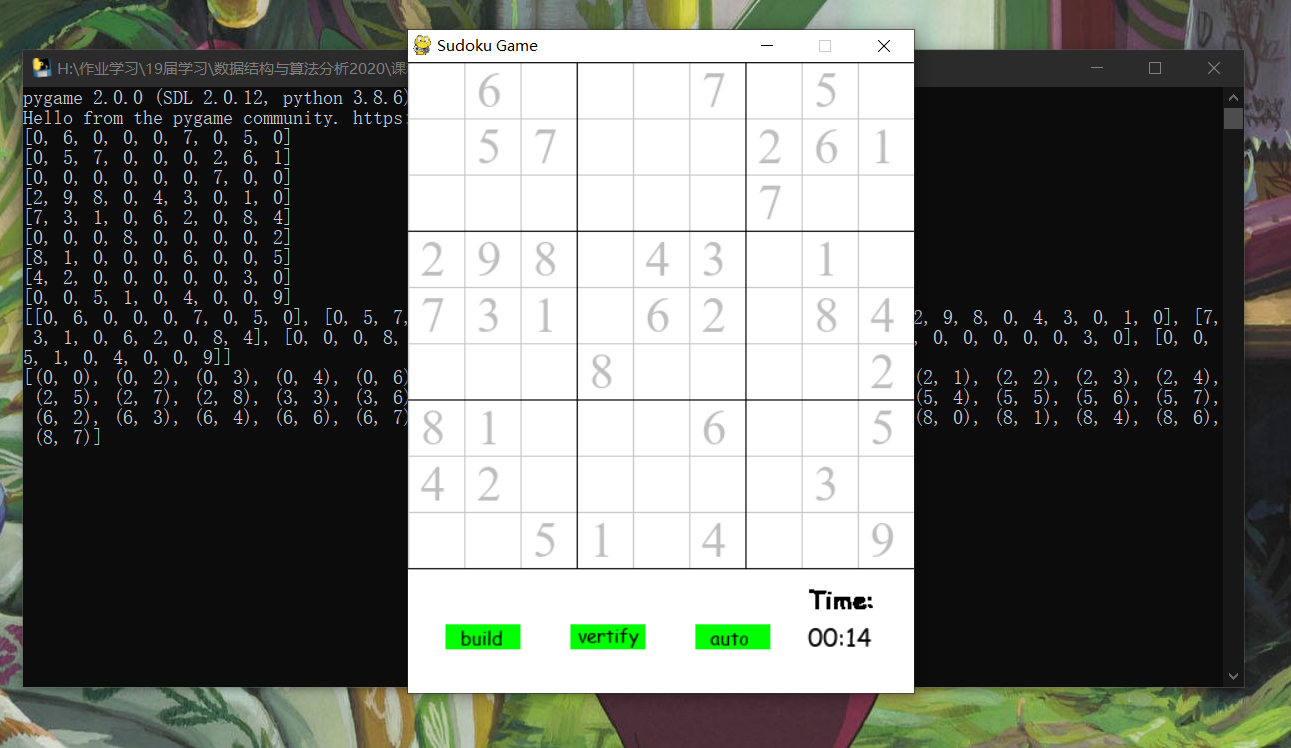 Sudoku Game
H:\作业学习\19届学习\数据结构与算法分析2020\课
pygame 2.0.0 (SDL 2.0.12, python 3.8.6)
Hello from the pygame community. https:
[0, 6, 0, 0, 0, 7, 0, 5, 0]
[0, 5, 7, 0, 0, 0, 2, 6, 1]
[0, 0, 0, 0, 0, 0, 7, 0, 0]
[2, 9, 8, 0, 4, 3, 0, 1, 0]
[7, 3, 1, 0, 6, 2, 0, 8, 4]
[0, 0, 0, 8, 0, 0, 0, 0, 2]
[8, 1, 0, 0, 0, 6, 0, 0, 5]
[4, 2, 0, 0, 0, 0, 0, 3, 0]
[0, 0, 5, 1, 0, 4, 0, 0, 9]
[[0, 6, 0, 0, 0, 7, 0, 5, 0], [0, 5, 7, 2, 9, 8, 0, 4, 3, 0, 1, 0], [7,
3, 1, 0, 6, 2, 0, 8, 4], [0, 0, 0, 8, , 0, 0, 0, 0, 0, 3, 0], [0, 0,
5, 1, 0, 4, 0, 0, 9]]
[(0, 0), (0, 2), (0, 3), (0, 4), (0, 6) (2, 1), (2, 2), (2, 3), (2, 4),
(2, 5), (2, 7), (2, 8), (3, 3), (3, 6) (5, 4), (5, 5), (5, 6), (5, 7),
(6, 2), (6, 3), (6, 4), (6, 6), (6, 7) (8, 0), (8, 1), (8, 4), (8, 6),
(8, 7)]
6 7 5
5 7 2 6 1
7
2 9 8 4 3 1
7 3 1 6 2 8 4
8 2
8 1 6 5
4 2 3
5 1 4 9
Time:
build vertify auto 00:14